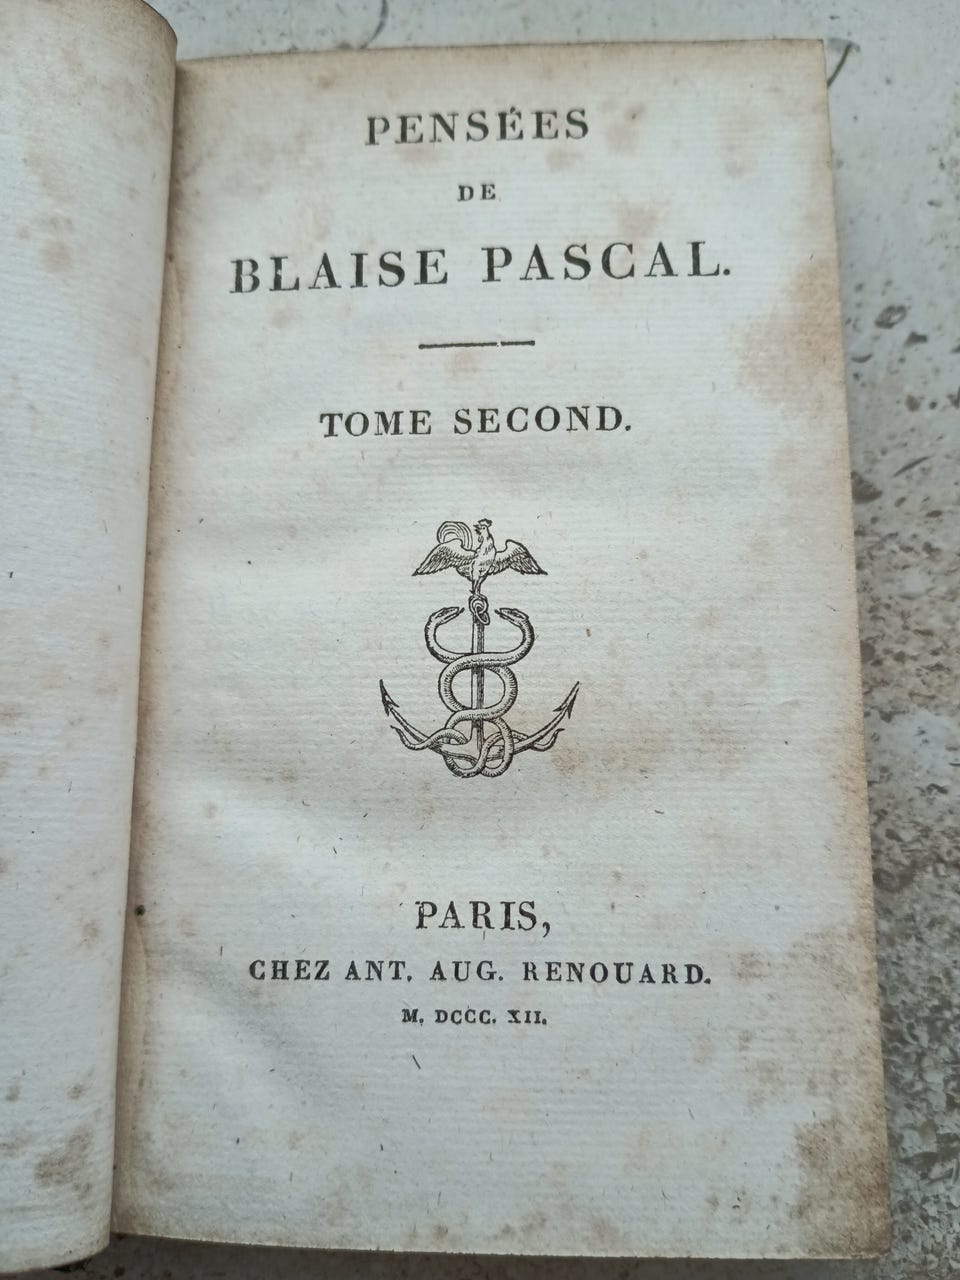 PENSÉES
DE
BLAISE PASCAL.
TOME SECOND.
PARIS,
CHEZ ANT. AUG. RENOUARD.
M. DCCC. XII.